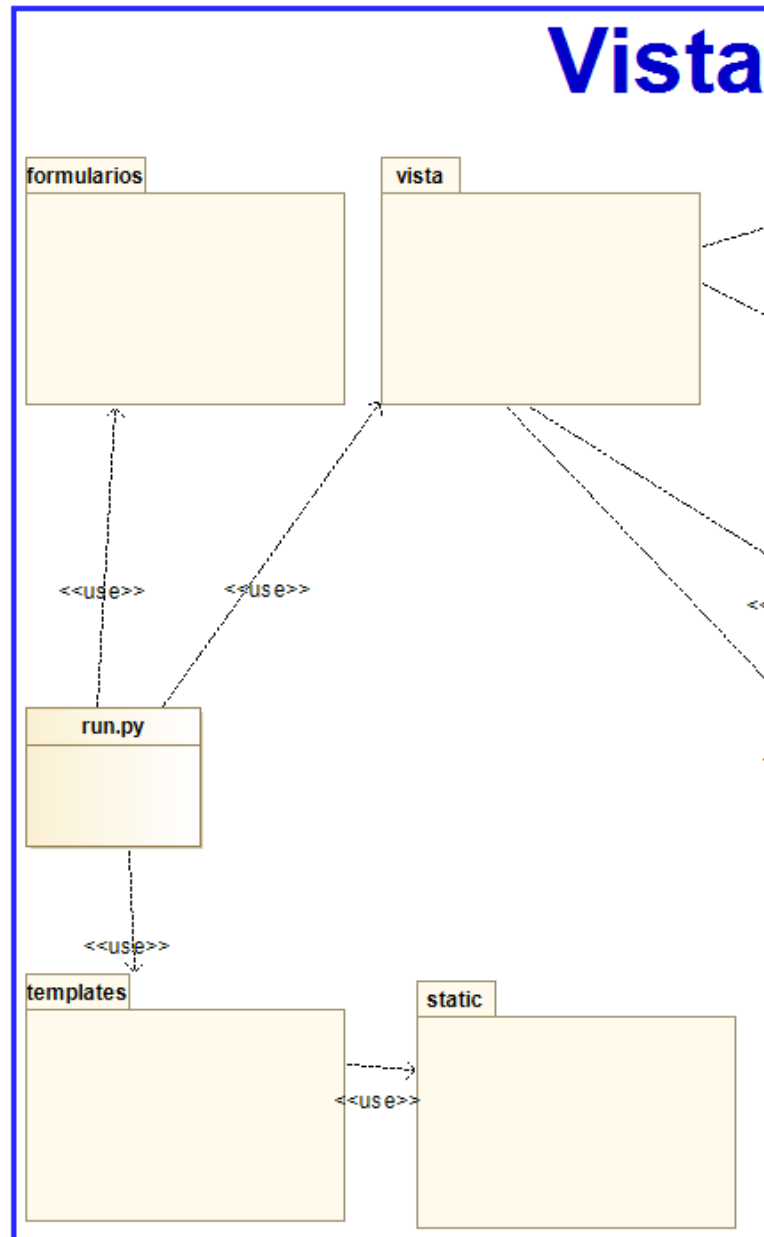 Vista
formularios
vista
<<use>>
<<use>>
<<
run.py
<<use>>
templates
static
<<use>>